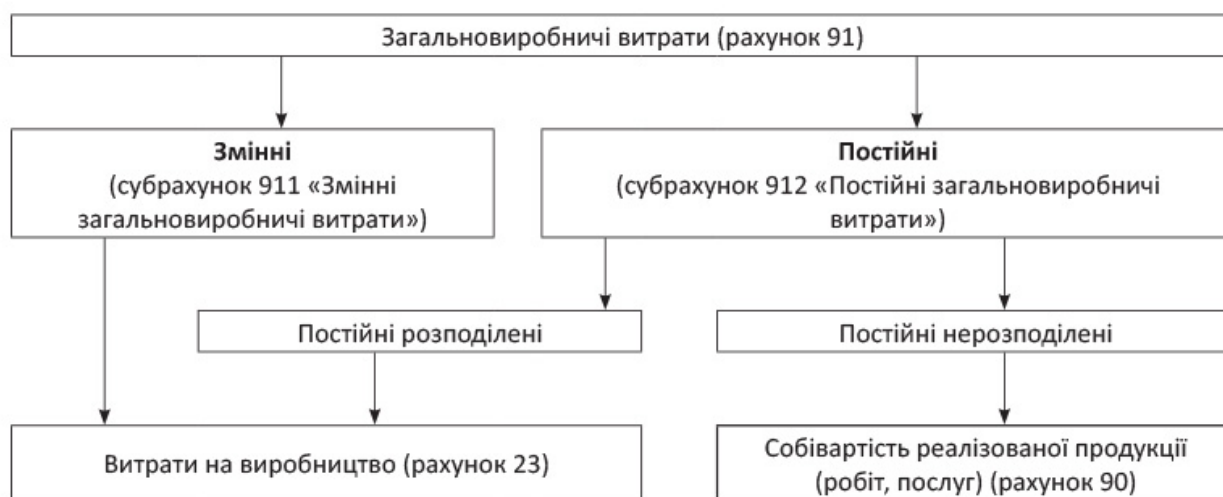 Загальновиробничі витрати (рахунок 91)
Змінні
(субрахунок 911 «Змінні
загальновиробничі витрати»)
Постійні
(субрахунок 912 «Постійні загальновиробничі
витрати»)
Постійні розподілені
Постійні нерозподілені
Витрати на виробництво (рахунок 23)
Собівартість реалізованої продукції
(робіт, послуг) (рахунок 90)